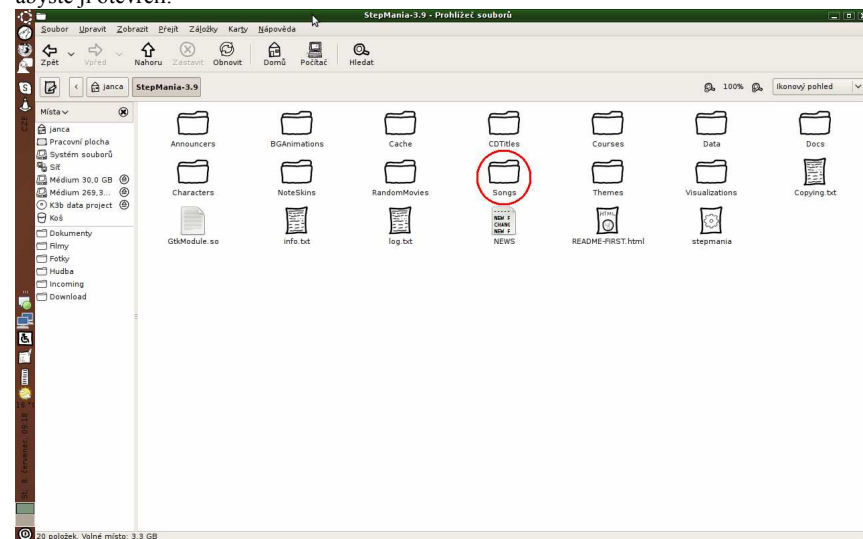 abyste ji otevřeli.
StepMania-3.9 - Prohlížeč souborů
Soubor Upravit Zobrazit Přejít Záložky Karty Nápověda
Zpět Vpřed Nahoru Zastavit Obnovit Domů Počítač Hledat
janca StepMania-3.9 100% Ikonový pohled
Místa
janca
Pracovní plocha
Systém souborů
Síť
Médium 30,0 GB
Médium 269,3...
K3b data project
Koš
Dokumenty
Filmy
Fotky
Hudba
Incoming
Download
Announcers BGAnimations Cache CDTitles Courses Data Docs
Characters NoteSkins RandomMovies Songs Themes Visualizations Copying.txt
GtkModule.so info.txt log.txt NEWS README-FIRST.html stepmania
20 položek, Volné místo: 3,3 GB